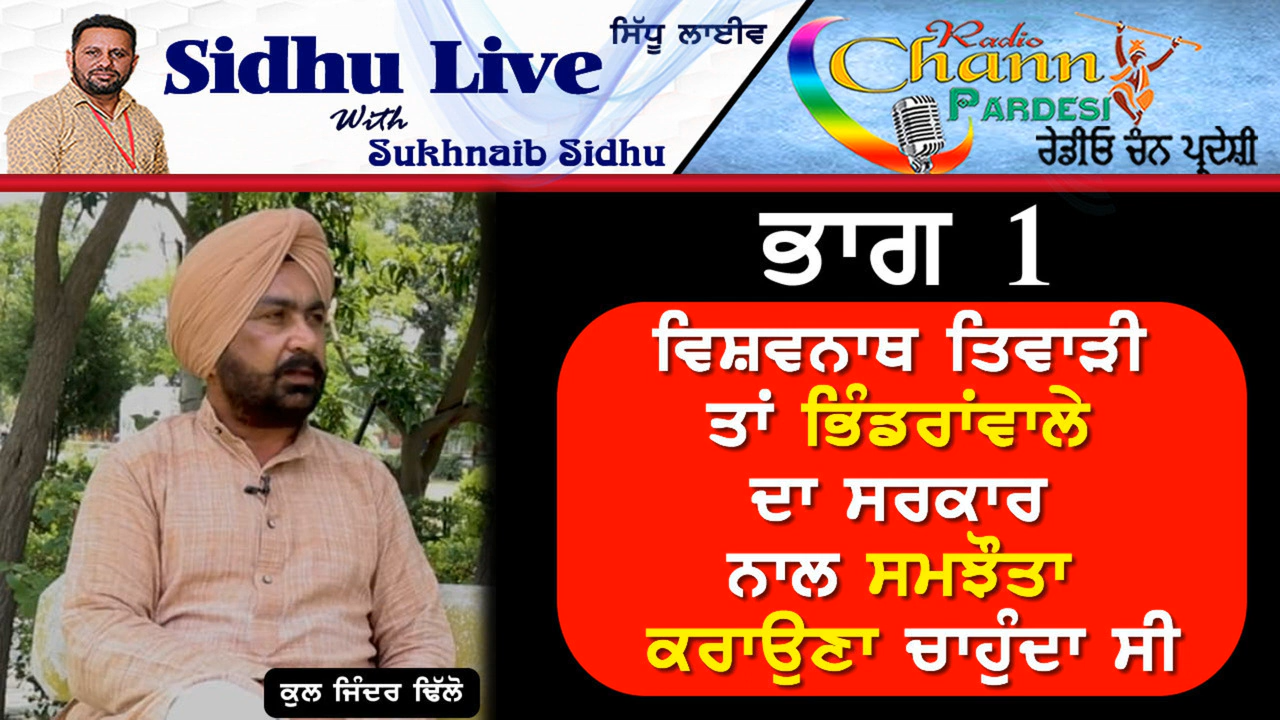 Sidhu Live
ਸਿੱਧੂ ਲਾਈਵ
With
Sukhnaib Sidhu
Radio
Chann
PARDESI
ਰੇਡੀਓ ਚੰਨ ਪ੍ਰਦੇਸ਼ੀ
ਭਾਗ 1
ਵਿਸ਼ਵਨਾਥ ਤਿਵਾੜੀ
ਤਾਂ ਭਿੰਡਰਾਂਵਾਲੇ
ਦਾ ਸਰਕਾਰ
ਨਾਲ ਸਮਝੌਤਾ
ਕਰਾਉਣਾ ਚਾਹੁੰਦਾ ਸੀ
ਕੁਲ ਜਿੰਦਰ ਢਿੱਲੋ